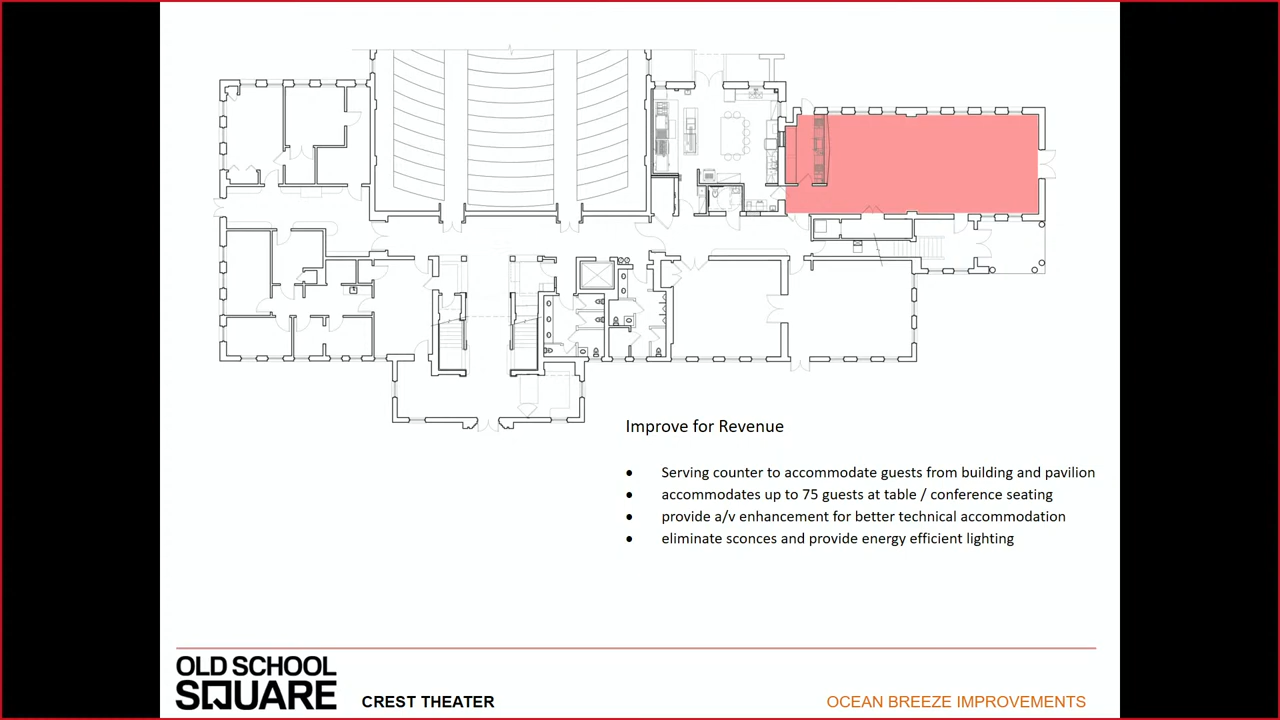 Improve for Revenue
● Serving counter to accommodate guests from building and pavilion
● accommodates up to 75 guests at table / conference seating
● provide a/v enhancement for better technical accommodation
● eliminate sconces and provide energy efficient lighting
OLD SCHOOL
SQUARE
CREST THEATER
OCEAN BREEZE IMPROVEMENTS